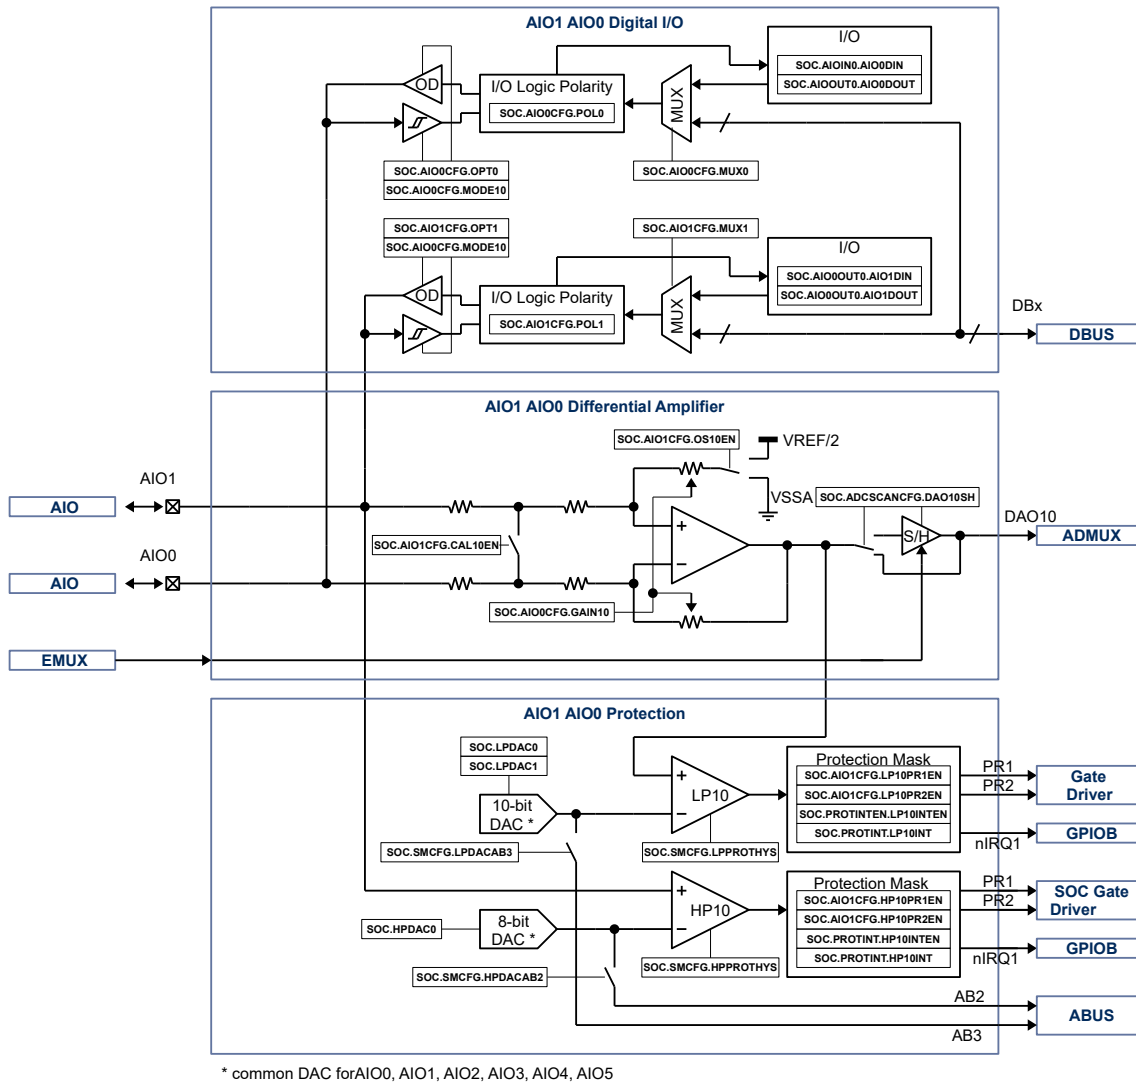 AIO1 AIO0 Digital I/O
I/O
SOC.AIOIN0.AIO0DIN
SOC.AIOOUT0.AIO0DOUT
OD
I/O Logic Polarity
SOC.AIO0CFG.POL0
MUX
SOC.AIO0CFG.OPT0
SOC.AIO0CFG.MODE10
SOC.AIO0CFG.MUX0
SOC.AIO1CFG.OPT1
SOC.AIO0CFG.MODE10
SOC.AIO1CFG.MUX1
I/O
SOC.AIO0OUT0.AIO1DIN
SOC.AIO0OUT0.AIO1DOUT
OD
I/O Logic Polarity
SOC.AIO1CFG.POL1
MUX
DBx
DBUS
AIO1 AIO0 Differential Amplifier
SOC.AIO1CFG.OS10EN
VREF/2
AIO1
VSSA
SOC.ADCSCANCFG.DAO10SH
AIO
DAO10
+
S/H
ADMUX
SOC.AIO1CFG.CAL10EN
AIO0
−
AIO
SOC.AIO0CFG.GAIN10
EMUX
AIO1 AIO0 Protection
SOC.LPDAC0
SOC.LPDAC1
Protection Mask
SOC.AIO1CFG.LP10PR1EN
SOC.AIO1CFG.LP10PR2EN
SOC.PROTINTEN.LP10INTEN
SOC.PROTINT.LP10INT
PR1
PR2
Gate
Driver
+
LP10
−
10-bit
DAC *
nIRQ1
GPIOB
SOC.SMCFG.LPDACAB3
SOC.SMCFG.LPPROTHYS
Protection Mask
SOC.AIO1CFG.HP10PR1EN
SOC.AIO1CFG.HP10PR2EN
SOC.PROTINT.HP10INTEN
SOC.PROTINT.HP10INT
PR1
PR2
SOC Gate
Driver
+
HP10
−
SOC.HPDAC0
8-bit
DAC *
nIRQ1
GPIOB
SOC.SMCFG.HPDACAB2
SOC.SMCFG.HPPROTHYS
AB2
ABUS
AB3
* common DAC forAIO0, AIO1, AIO2, AIO3, AIO4, AIO5